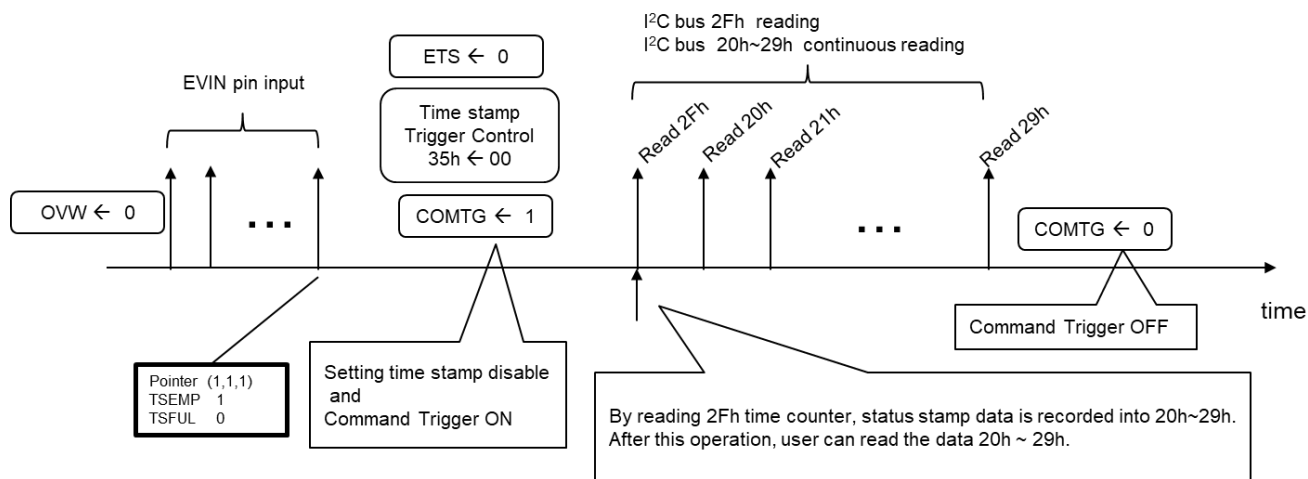 I²C bus 2Fh reading
I²C bus 20h~29h continuous reading
ETS ← 0
EVIN pin input
Time stamp
Trigger Control
35h ← 00
Read 2Fh
Read 20h
Read 21h
Read 29h
OVW ← 0
...
COMTG ← 1
...
COMTG ← 0
time
Command Trigger OFF
Pointer (1,1,1)
TSEMP 1
TSFUL 0
Setting time stamp disable
and
Command Trigger ON
By reading 2Fh time counter, status stamp data is recorded into 20h~29h.
After this operation, user can read the data 20h ~ 29h.